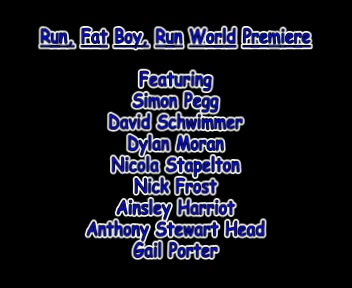 Run, Fat Boy, Run World Premiere
Featuring
Simon Pegg
David Schwimmer
Dylan Moran
Nicola Stapelton
Nick Frost
Ainsley Harriot
Anthony Stewart Head
Gail Porter